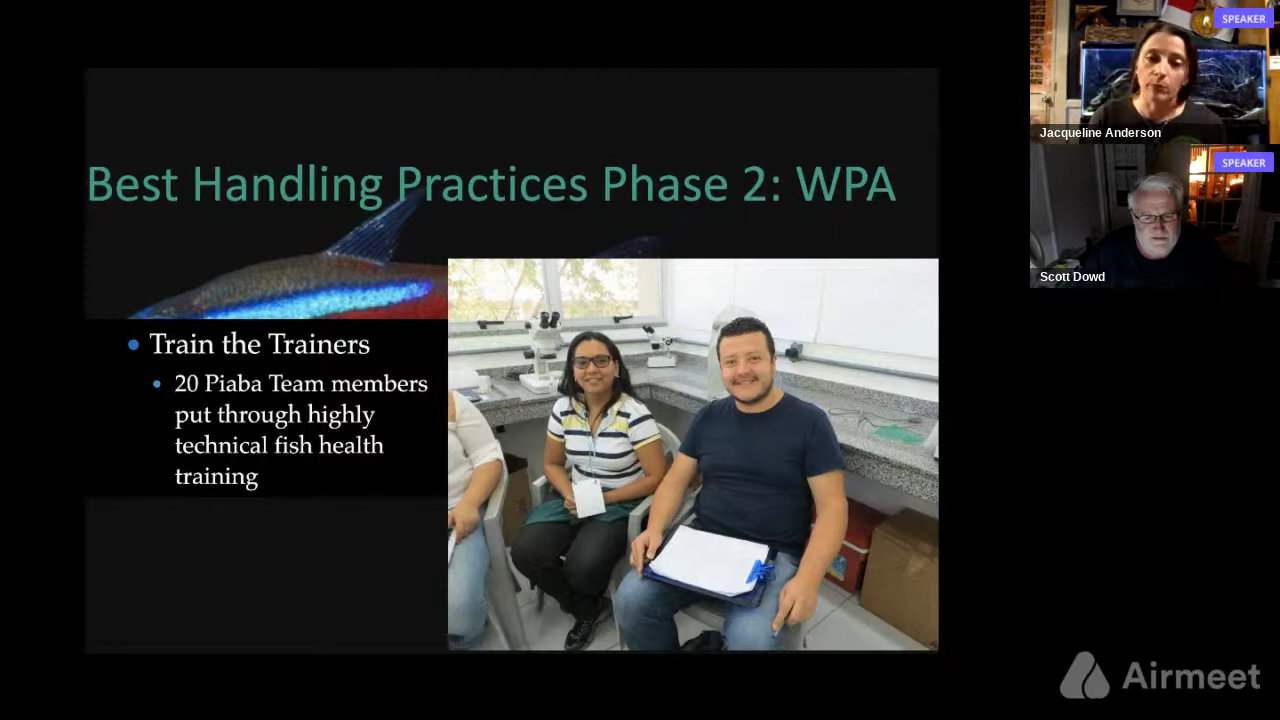 Best Handling Practices Phase 2: WPA
Train the Trainers
20 Piaba Team members
put through highly
technical fish health
training
SPEAKER
Jacqueline Anderson
SPEAKER
Scott Dowd
Airmeet